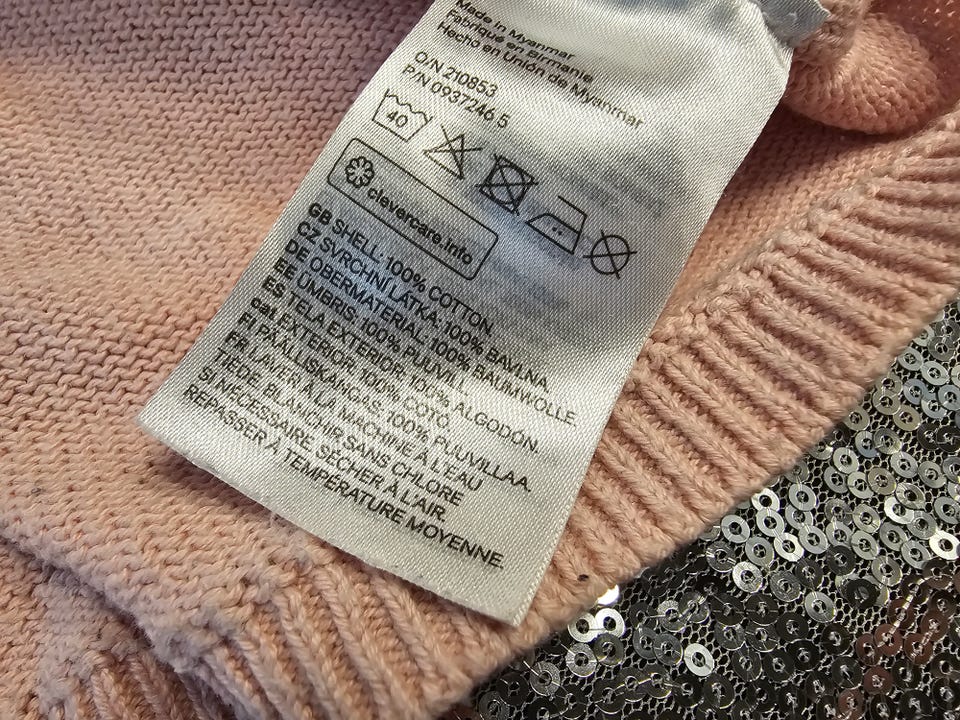 Made in Myanmar
Fabriqué en Birmanie
Hecho en Unión de Myanmar
O/N 210853
P/N 0937246.5
40
clevercare.info
GB SHELL: 100% COTTON.
CZ SVRCHNÍ LÁTKA: 100% BAVLNA.
DE OBERMATERIAL: 100% BAUMWOLLE.
EE ÜMBRIS: 100% PUUVILL.
ES TELA EXTERIOR: 100% ALGODÓN.
cat EXTERIOR: 100% COTÓ.
FI PÄÄLLISKANGAS: 100% PUUVILLAA.
FR LAVER À LA MACHINE À L'EAU
TIÈDE. BLANCHIR SANS CHLORE
SI NÉCESSAIRE. SÉCHER À L'AIR.
REPASSER À TEMPÉRATURE MOYENNE.